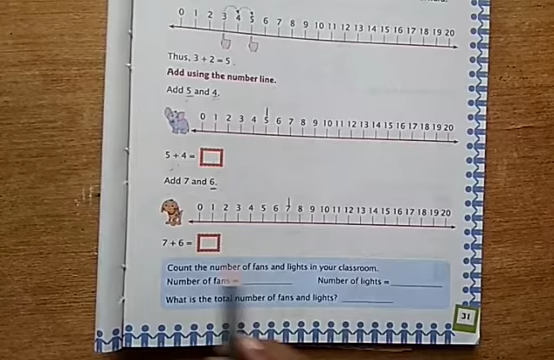 0 1 2 3 4 5 6 7 8 9 10 11 12 13 14 15 16 17 18 19 20
Thus, 3 + 2 = 5.
Add using the number line.
Add 5 and 4.
0 1 2 3 4 5 6 7 8 9 10 11 12 13 14 15 16 17 18 19 20
5 + 4 =
Add 7 and 6.
0 1 2 3 4 5 6 7 8 9 10 11 12 13 14 15 16 17 18 19 20
7 + 6 =
Count the number of fans and lights in your classroom.
Number of fans = Number of lights =
What is the total number of fans and lights?
31